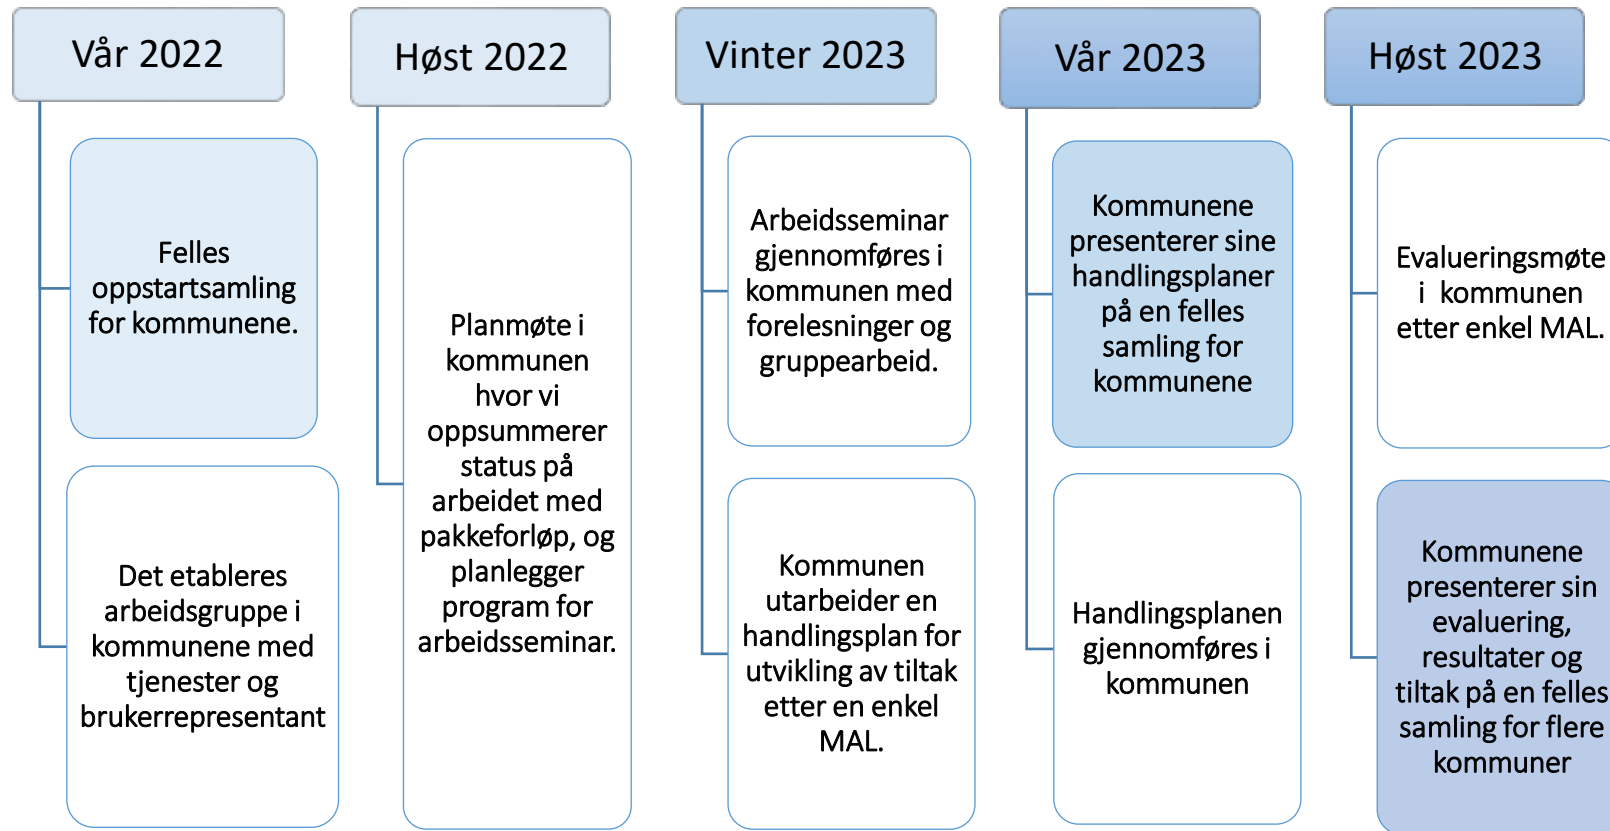 Vår 2022
Felles
oppstartsamling
for kommunene.
Det etableres
arbeidsgruppe i
kommunene med
tjenester og
brukerrepresentant
Høst 2022
Planmøte i
kommunen
hvor vi
oppsummerer
status på
arbeidet med
pakkeforløp, og
planlegger
program for
arbeidsseminar.
Vinter 2023
Arbeidsseminar
gjennomføres i
kommunen med
forelesninger og
gruppearbeid.
Kommunen
utarbeider en
handlingsplan for
utvikling av tiltak
etter en enkel
MAL.
Vår 2023
Kommunene
presenterer sine
handlingsplaner
på en felles
samling for
kommunene
Handlingsplanen
gjennomføres i
kommunen
Høst 2023
Evalueringsmøte
i kommunen
etter enkel MAL.
Kommunene
presenterer sin
evaluering,
resultater og
tiltak på en felles
samling for flere
kommuner